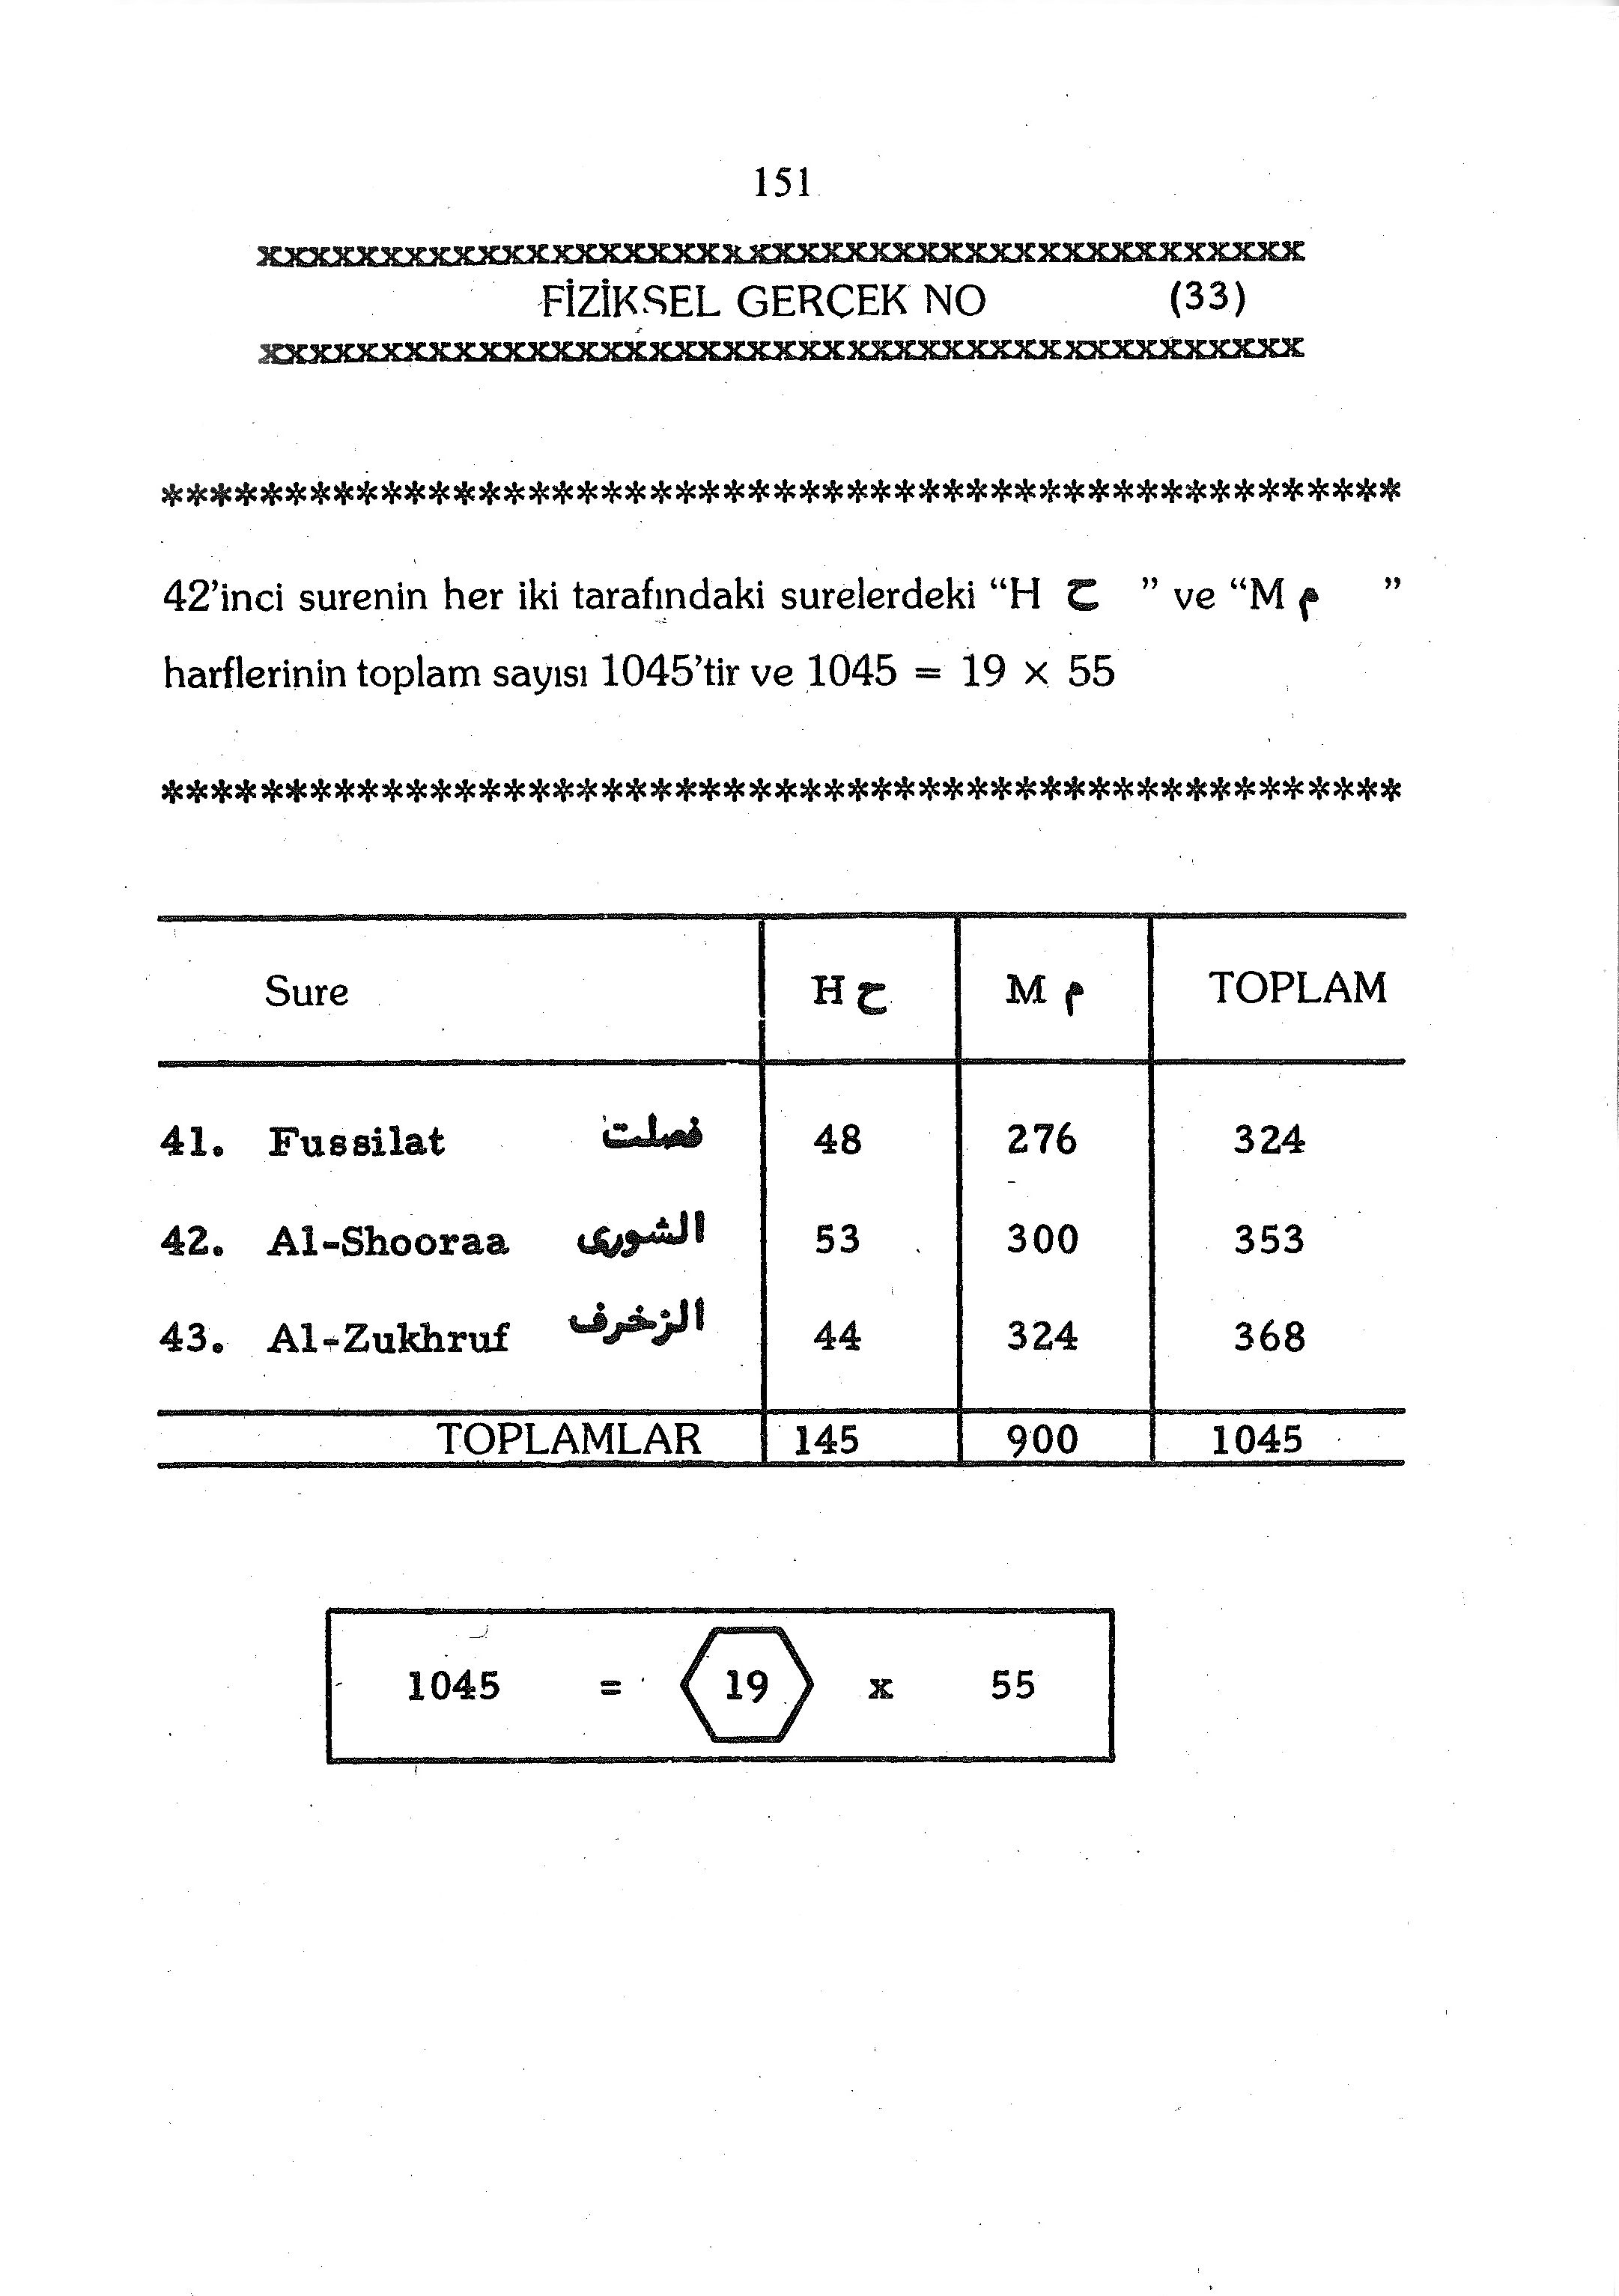 151
xxxxxxxxxxxxxxxxxxxxxxxxxxxxxxxxxxxxxxxxxxx
FİZİKSEL GERÇEK NO (33)
xxxxxxxxxxxxxxxxxxxxxxxxxxxxxxxxxxxxxxxxxxx
***************************************************
42’inci surenin her iki tarafındaki surelerdeki “H ح ” ve “M م ”
harflerinin toplam sayısı 1045’tir ve 1045 = 19 × 55
***************************************************
Sure H ح M م TOPLAM
41. Fussilat فصلت 48 276 324
42. Al-Shooraa الشورى 53 300 353
43. Al-Zukhruf الزخرف 44 324 368
TOPLAMLAR 145 900 1045
1045 = 19 x 55